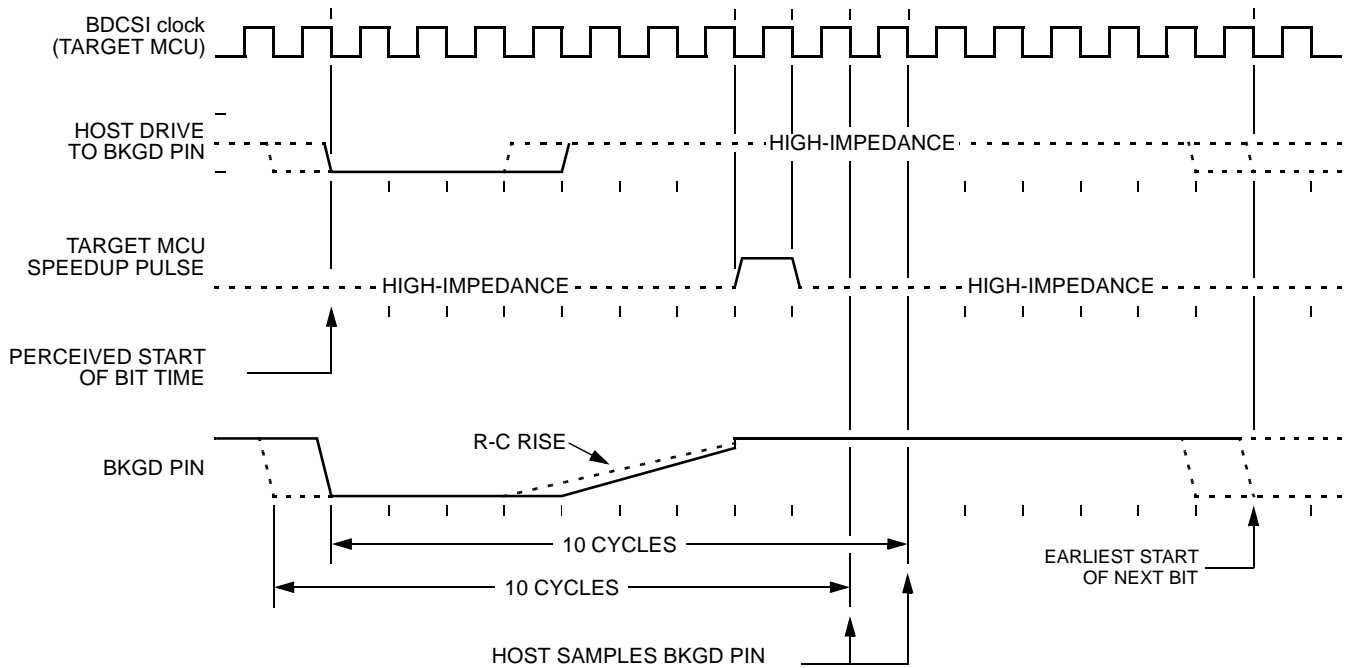 BDCSI clock
(TARGET MCU)
HOST DRIVE
TO BKGD PIN
HIGH-IMPEDANCE
TARGET MCU
SPEEDUP PULSE
HIGH-IMPEDANCE
HIGH-IMPEDANCE
PERCEIVED START
OF BIT TIME
R-C RISE
BKGD PIN
10 CYCLES
EARLIEST START
OF NEXT BIT
10 CYCLES
HOST SAMPLES BKGD PIN